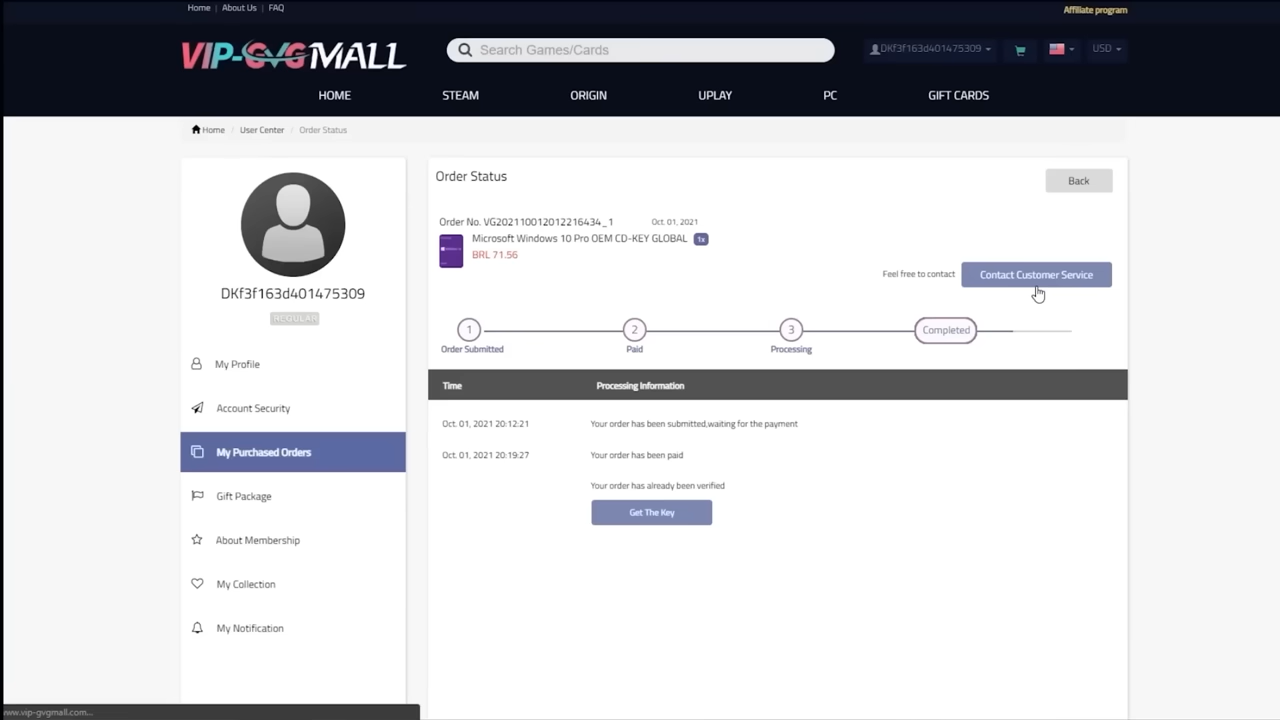 Home | About Us | FAQ
Affiliate program
VIP-GVGMALL
Search Games/Cards
DKf3f163d401475309
USD
HOME STEAM ORIGIN UPLAY PC GIFT CARDS
Home / User Center / Order Status
Order Status
Back
Order No. VG202110012012216434_1 Oct. 01, 2021
Microsoft Windows 10 Pro OEM CD-KEY GLOBAL 1x
BRL 71.56
Feel free to contact Contact Customer Service
DKf3f163d401475309
REGULAR
1 2 3 Completed
Order Submitted Paid Processing
My Profile
Account Security
My Purchased Orders
Gift Package
About Membership
My Collection
My Notification
Time Processing Information
Oct. 01, 2021 20:12:21 Your order has been submitted,waiting for the payment
Oct. 01, 2021 20:19:27 Your order has been paid
Your order has already been verified
Get The Key
www.vip-gvgmall.com...